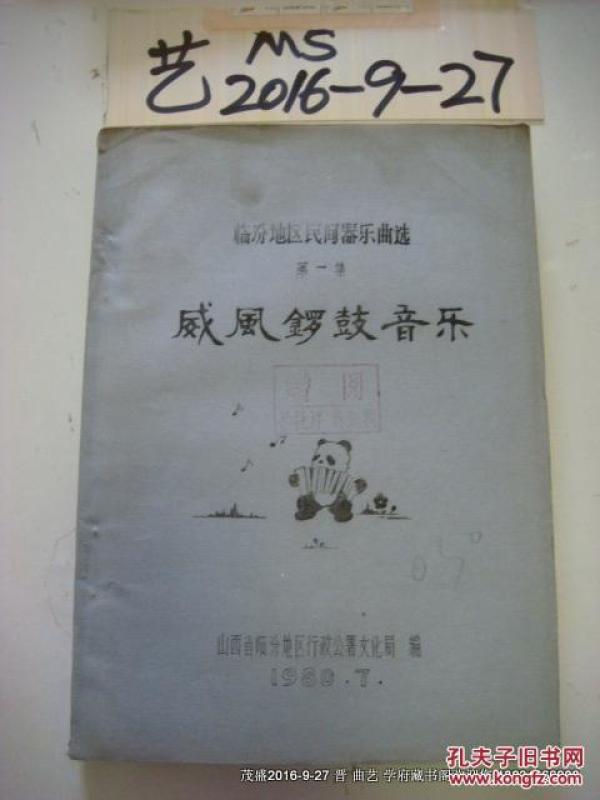 艺 MS
2016-9-27
临汾地区民间器乐曲选
第一集
威風鑼鼓音乐
山西省临汾地区行政公署文化局 编
1980.7.
茂盛2016-9-27 晋 曲艺 学府藏书阁
孔夫子旧书网
kongfz.com